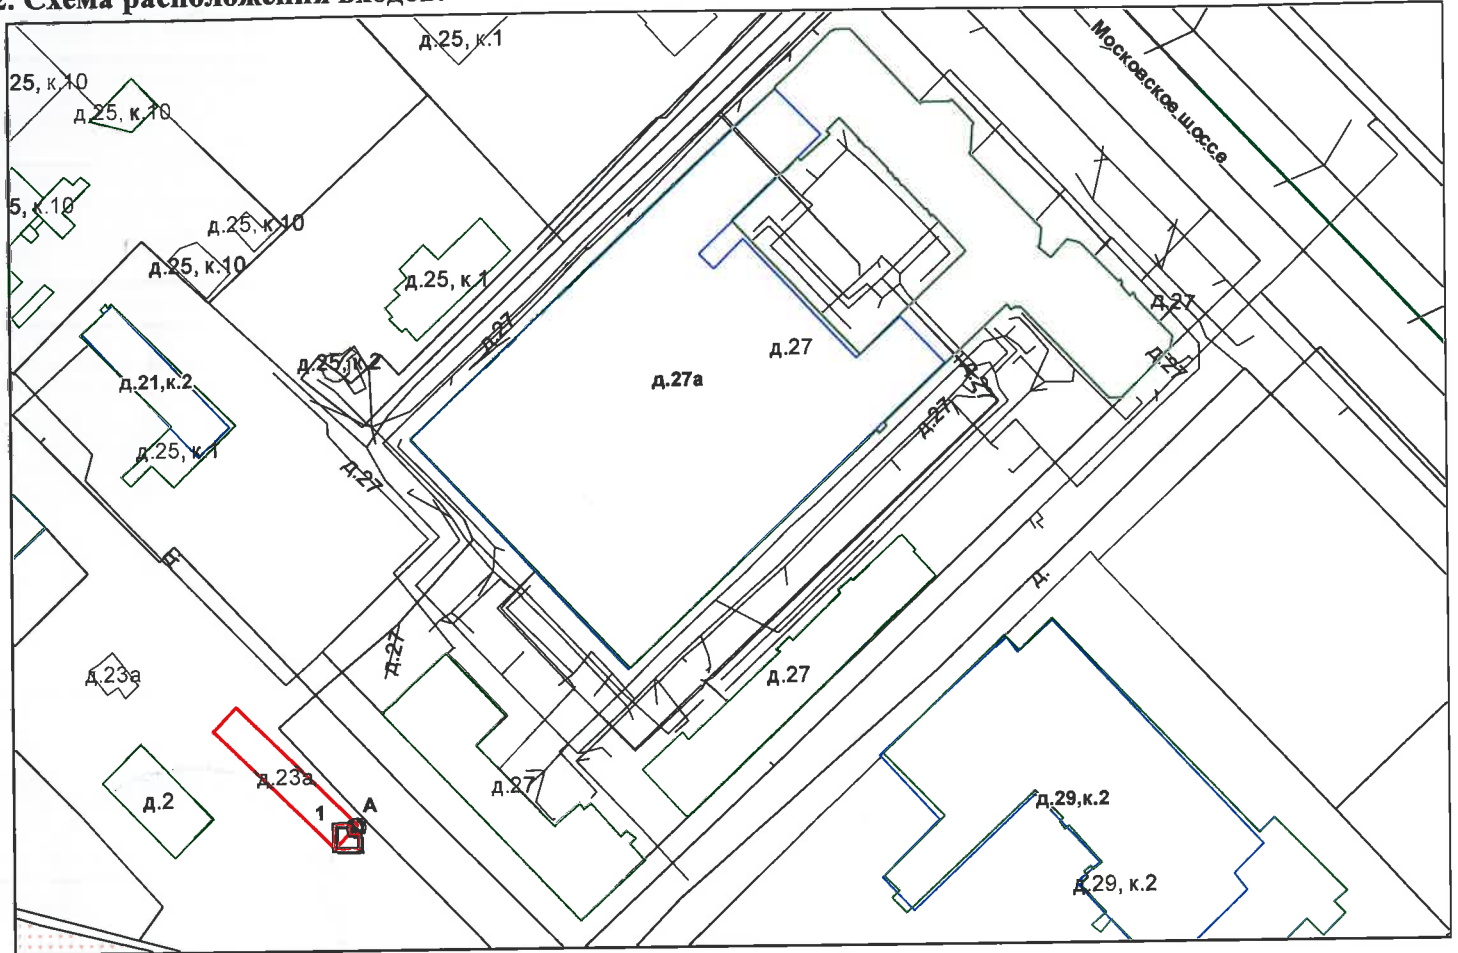 2. Схема расположения входов
д.25, к.1
Московское шоссе
25, к.10
д.25, к.10
5, к.10
д.25, к.10
д.25, к.10
д.25, к.1
д.27
д.27
д.27
д.27
д.25, к.2
д.27а
д.21,к.2
д.27
д.25, к.1
д.27
д.
д.
д.27
д.23а
д.27
д.23а
д.27
д.2
1
А
д.29,к.2
д.29, к.2